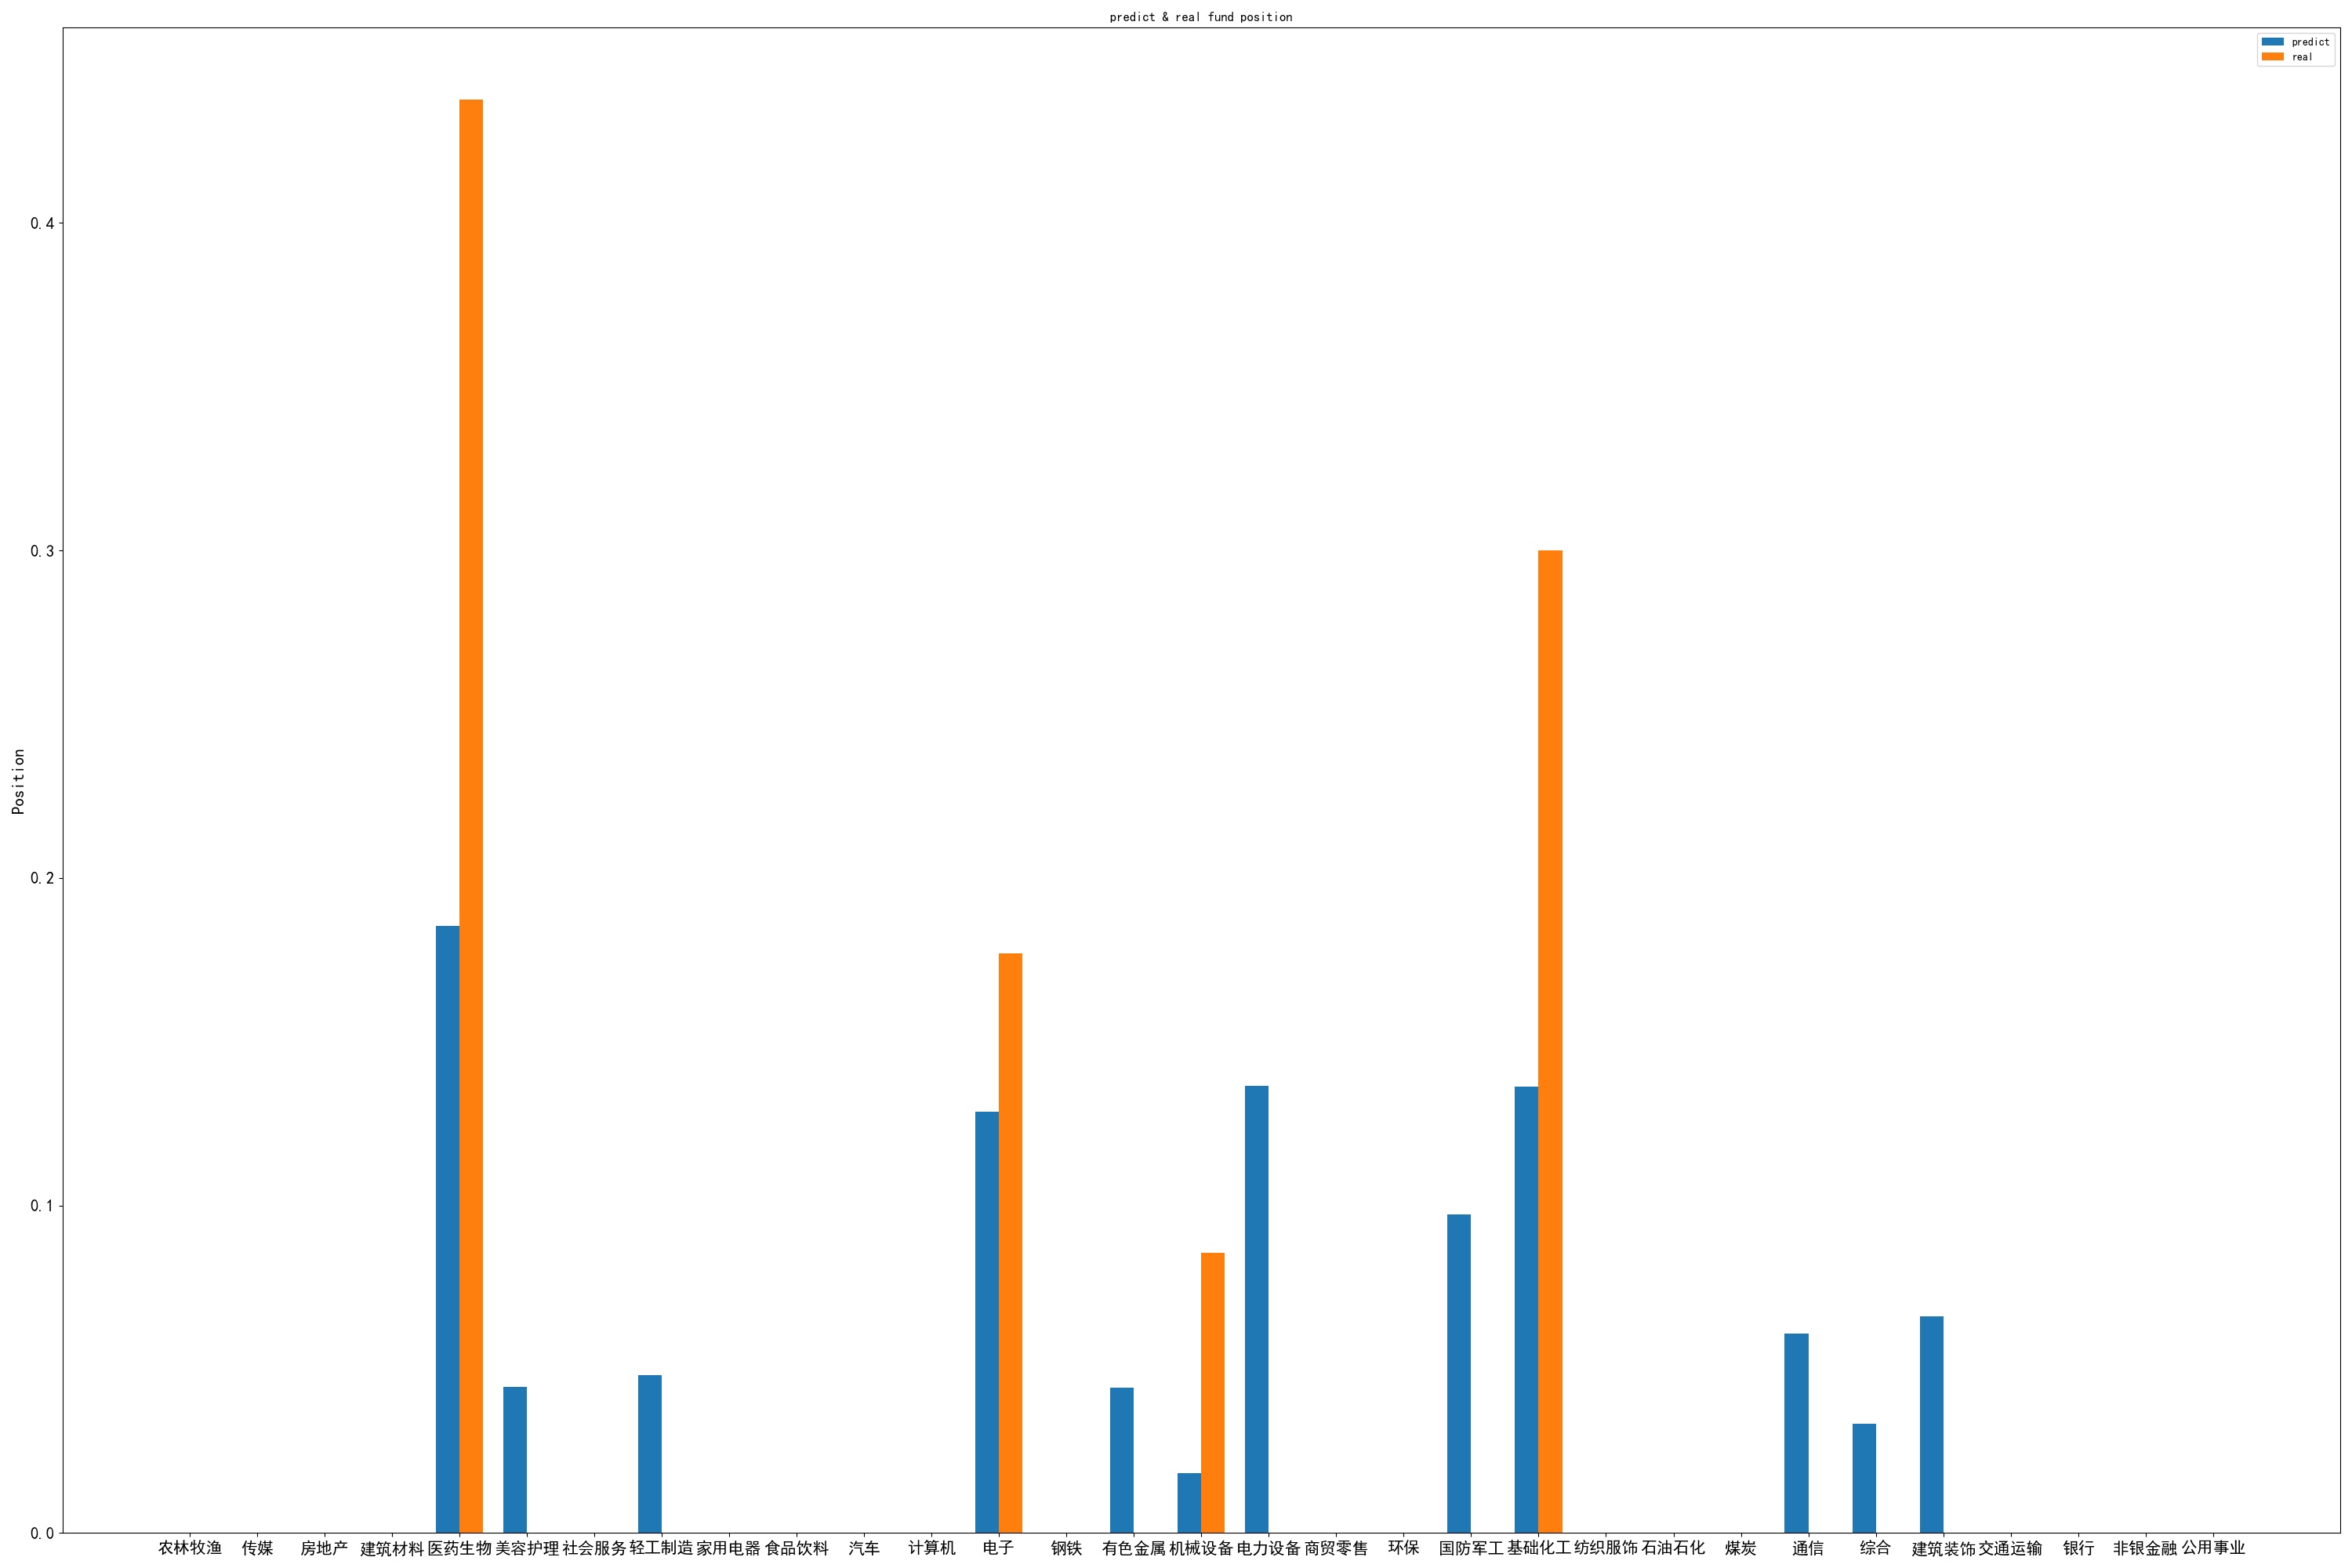 predict & real fund position
predict
real
0.4
0.3
0.2
0.1
0.0
Position
农林牧渔 传媒 房地产 建筑材料 医药生物 美容护理 社会服务 轻工制造 家用电器 食品饮料 汽车 计算机 电子 钢铁 有色金属 机械设备 电力设备 商贸零售 环保 国防军工 基础化工 纺织服饰 石油石化 煤炭 通信 综合 建筑装饰 交通运输 银行 非银金融 公用事业